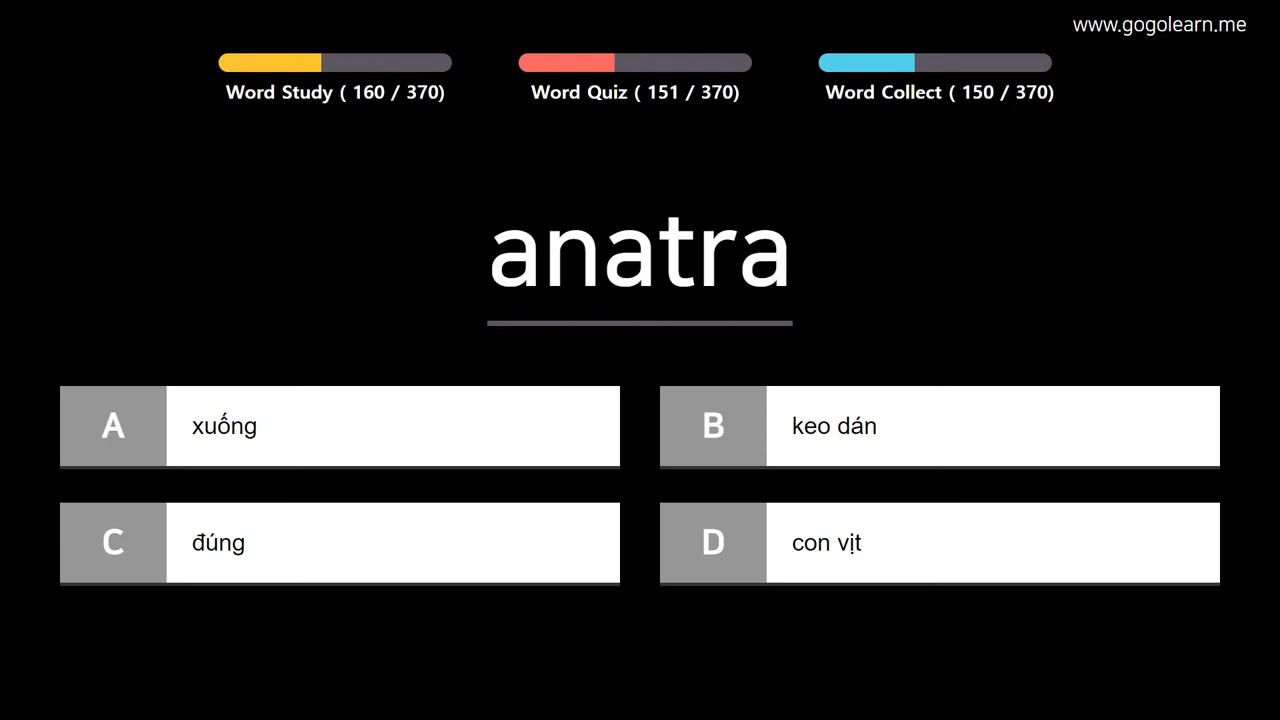 www.gogolearn.me
Word Study ( 160 / 370)
Word Quiz ( 151 / 370)
Word Collect ( 150 / 370)
anatra
A xuống
B keo dán
C đúng
D con vịt